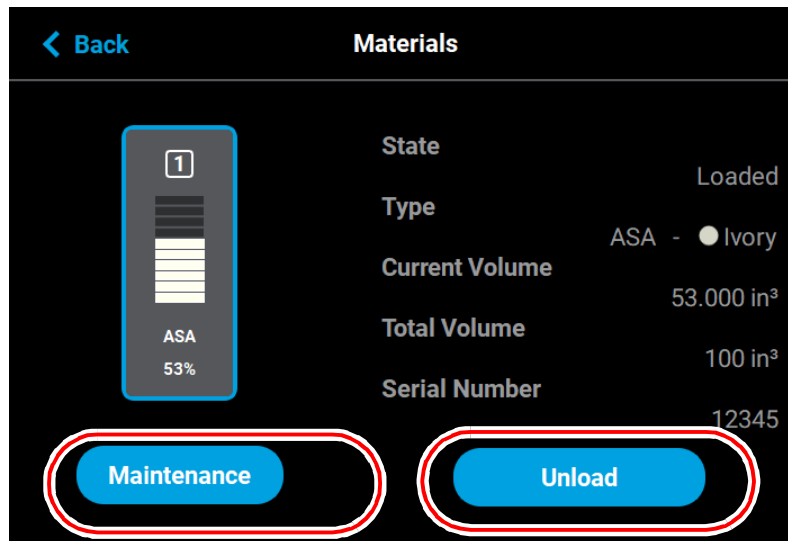 Back
Materials
1
ASA
53%
State
Loaded
Type
ASA - Ivory
Current Volume
53.000 in³
Total Volume
100 in³
Serial Number
12345
Maintenance
Unload